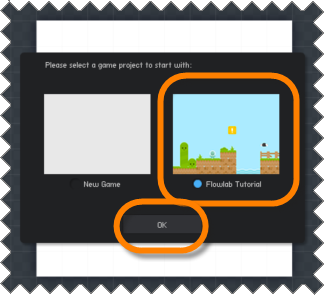 Please select a game project to start with:
New Game
Flowlab Tutorial
OK